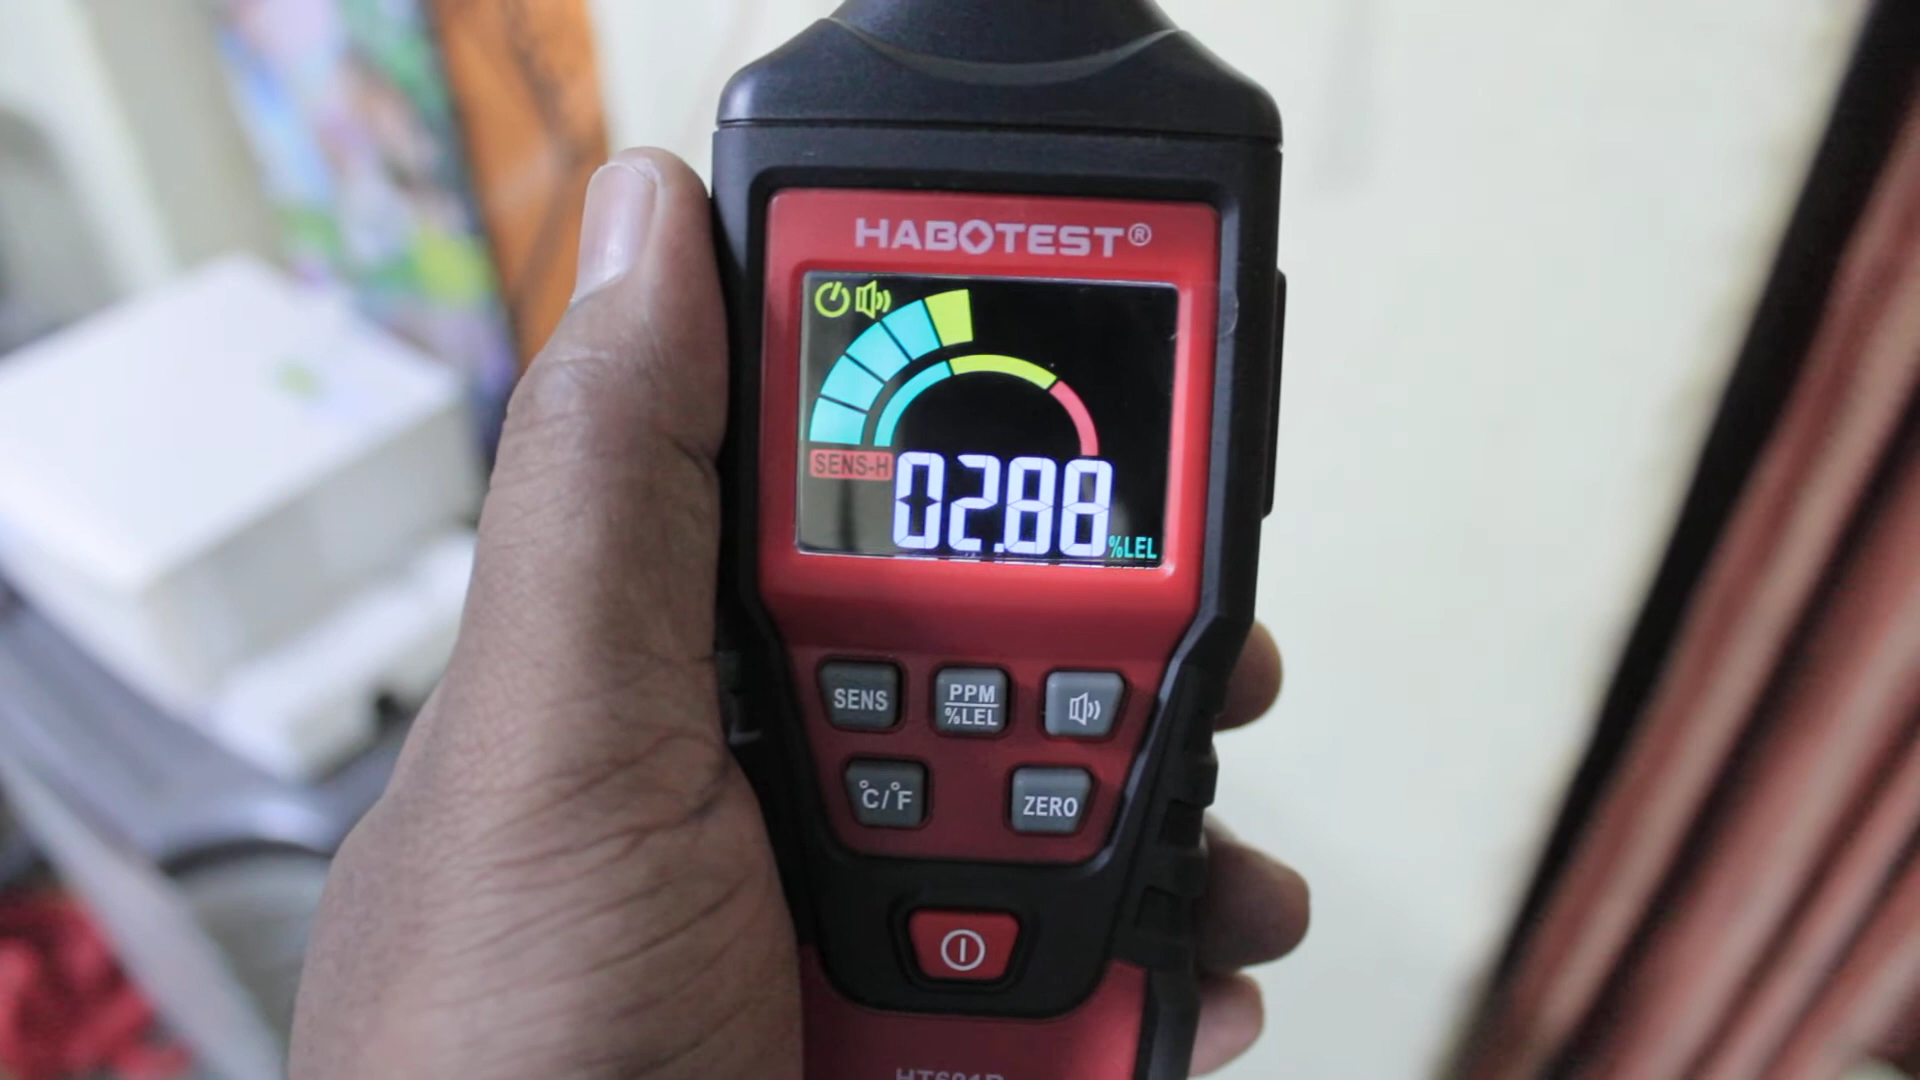 HABOTEST®
SENS-H
02.88 %LEL
SENS
PPM
%LEL
°C/°F
ZERO